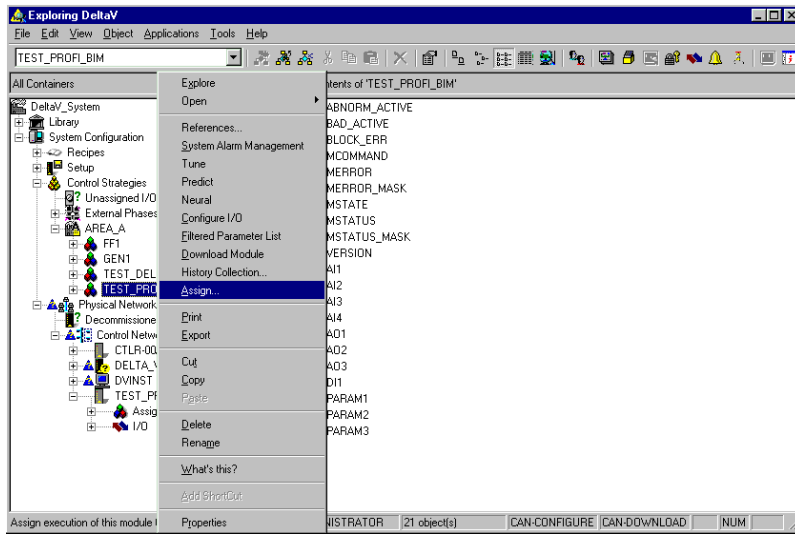 Exploring DeltaV
File Edit View Object Applications Tools Help
TEST_PROFI_BIM
All Containers
ntents of 'TEST_PROFI_BIM'
DeltaV_System
Library
System Configuration
Recipes
Setup
Control Strategies
Unassigned I/O
External Phases
AREA_A
FF1
GEN1
TEST_DEL
TEST_PRO
Physical Network
Decommissione
Control Netw
CTLR-00
DELTA_V
DVINST
TEST_PR
Assig
I/O
Explore
Open
References...
System Alarm Management
Tune
Predict
Neural
Configure I/O
Filtered Parameter List
Download Module
History Collection...
Assign...
Print
Export
Cut
Copy
Paste
Delete
Rename
What's this?
Add ShortCut
Properties
ABNORM_ACTIVE
BAD_ACTIVE
BLOCK_ERR
MCOMMAND
MERROR
MERROR_MASK
MSTATE
MSTATUS
MSTATUS_MASK
VERSION
AI1
AI2
AI3
AI4
AO1
AO2
AO3
DI1
PARAM1
PARAM2
PARAM3
Assign execution of this module
NISTRATOR
21 object(s)
CAN-CONFIGURE
CAN-DOWNLOAD
NUM